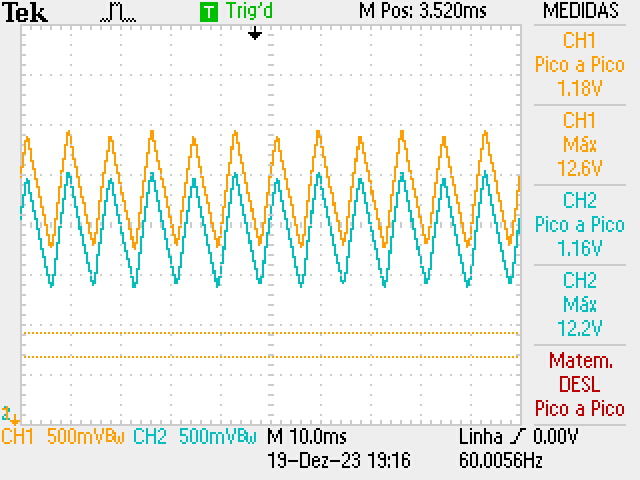 Tek T Trig'd M Pos: 3.520ms MEDIDAS
CH1
Pico a Pico
1.18V
CH1
Máx
12.6V
CH2
Pico a Pico
1.16V
CH2
Máx
12.2V
Matem.
DESL
Pico a Pico
2
CH1 500mVBw CH2 500mVBw M 10.0ms Linha 0.00V
19-Dez-23 19:16 60.0056Hz